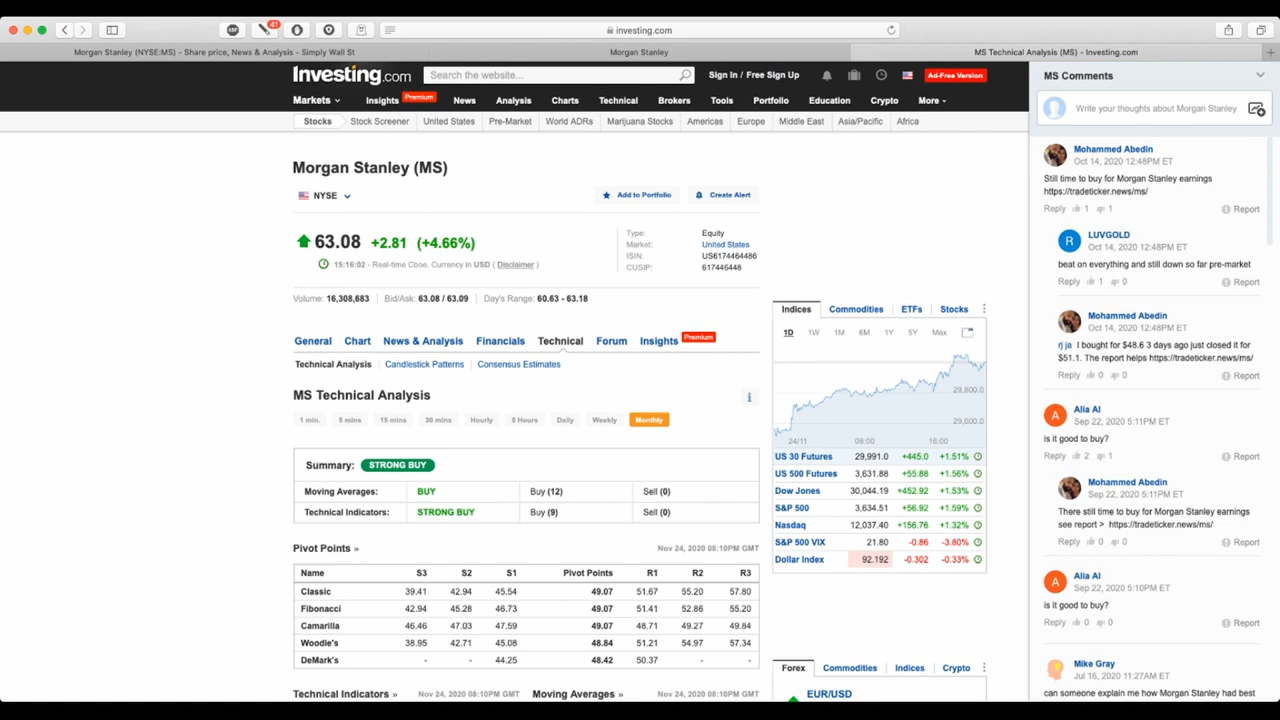 ABP
41
investing.com
Morgan Stanley (NYSE:MS) - Share price, News & Analysis - Simply Wall St
Morgan Stanley
MS Technical Analysis (MS) - Investing.com
Investing.com
Search the website...
Sign In / Free Sign Up
Ad-Free Version
Markets
Insights
Premium
News
Analysis
Charts
Technical
Brokers
Tools
Portfolio
Education
Crypto
More
Stocks
Stock Screener
United States
Pre-Market
World ADRs
Marijuana Stocks
Americas
Europe
Middle East
Asia/Pacific
Africa
Morgan Stanley (MS)
NYSE
Add to Portfolio
Create Alert
63.08 +2.81 (+4.66%)
15:16:02 - Real-time Cboe. Currency in USD ( Disclaimer )
Type: Equity
Market: United States
ISIN: US6174464486
CUSIP: 617446448
Volume: 16,308,683 Bid/Ask: 63.08 / 63.09 Day's Range: 60.63 - 63.18
General Chart News & Analysis Financials Technical Forum Insights Premium
Technical Analysis Candlestick Patterns Consensus Estimates
MS Technical Analysis
1 min. 5 mins 15 mins 30 mins Hourly 5 Hours Daily Weekly Monthly
Summary: STRONG BUY
Moving Averages: BUY Buy (12) Sell (0)
Technical Indicators: STRONG BUY Buy (9) Sell (0)
Pivot Points » Nov 24, 2020 08:10PM GMT
Name S3 S2 S1 Pivot Points R1 R2 R3
Classic 39.41 42.94 45.54 49.07 51.67 55.20 57.80
Fibonacci 42.94 45.28 46.73 49.07 51.41 52.86 55.20
Camarilla 46.46 47.03 47.59 49.07 48.71 49.27 49.84
Woodie's 38.95 42.71 45.08 48.84 51.21 54.97 57.34
DeMark's - - 44.25 48.42 50.37 - -
Technical Indicators » Nov 24, 2020 08:10PM GMT
Moving Averages » Nov 24, 2020 08:10PM GMT
Indices Commodities ETFs Stocks
1D 1W 1M 6M 1Y 5Y Max
29,800.0
29,600.0
24/11 08:00 16:00
US 30 Futures 29,991.0 +445.0 +1.51%
US 500 Futures 3,631.88 +55.88 +1.56%
Dow Jones 30,044.19 +452.92 +1.53%
S&P 500 3,634.51 +56.92 +1.59%
Nasdaq 12,037.40 +156.76 +1.32%
S&P 500 VIX 21.80 -0.86 -3.80%
Dollar Index 92.192 -0.302 -0.33%
Forex Commodities Indices Crypto
EUR/USD
MS Comments
Write your thoughts about Morgan Stanley
Mohammed Abedin
Oct 14, 2020 12:48PM ET
Still time to buy for Morgan Stanley earnings
https://tradeticker.news/ms/
Reply 1 1 Report
R
LUVGOLD
Oct 14, 2020 12:48PM ET
beat on everything and still down so far pre-market
Reply 1 0 Report
Mohammed Abedin
Oct 14, 2020 12:48PM ET
rj ja I bought for $48.6 3 days ago just closed it for
$51.1. The report helps https://tradeticker.news/ms/
Reply 0 0 Report
A
Alia Al
Sep 22, 2020 5:11PM ET
is it good to buy?
Reply 2 1 Report
Mohammed Abedin
Sep 22, 2020 5:11PM ET
There still time to buy for Morgan Stanley earnings
see report > https://tradeticker.news/ms/
Reply 0 0 Report
A
Alia Al
Sep 22, 2020 5:10PM ET
is it good to buy?
Reply 0 0 Report
Mike Gray
Jul 16, 2020 11:27AM ET
can someone explain me how Morgan Stanley had best